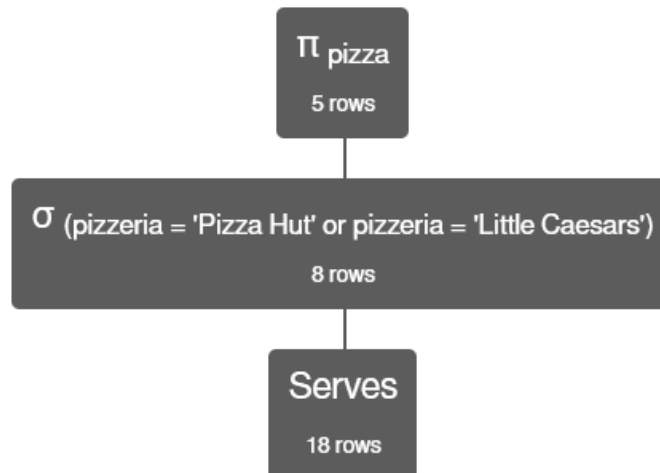 π pizza
5 rows
σ (pizzeria = 'Pizza Hut' or pizzeria = 'Little Caesars')
8 rows
Serves
18 rows